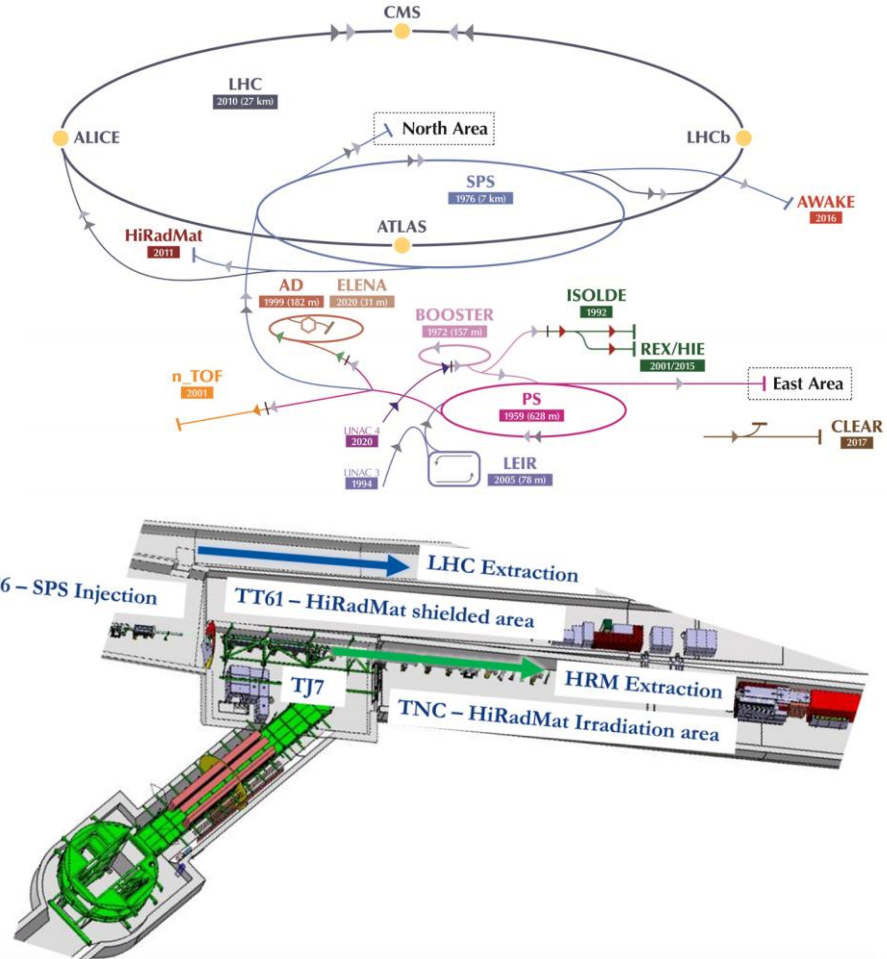 CMS
LHC
2010 (27 km)
North Area
ALICE
LHCb
SPS
1976 (7 km)
AWAKE
2016
ATLAS
HiRadMat
2011
AD
1999 (182 m)
ELENA
2020 (31 m)
ISOLDE
1992
BOOSTER
1972 (157 m)
REX/HIE
2001/2015
n_TOF
2001
East Area
PS
1959 (628 m)
CLEAR
2017
LINAC 4
2020
LEIR
2005 (78 m)
LINAC 3
1994
LHC Extraction
6 – SPS Injection
TT61 – HiRadMat shielded area
TJ7
HRM Extraction
TNC – HiRadMat Irradiation area